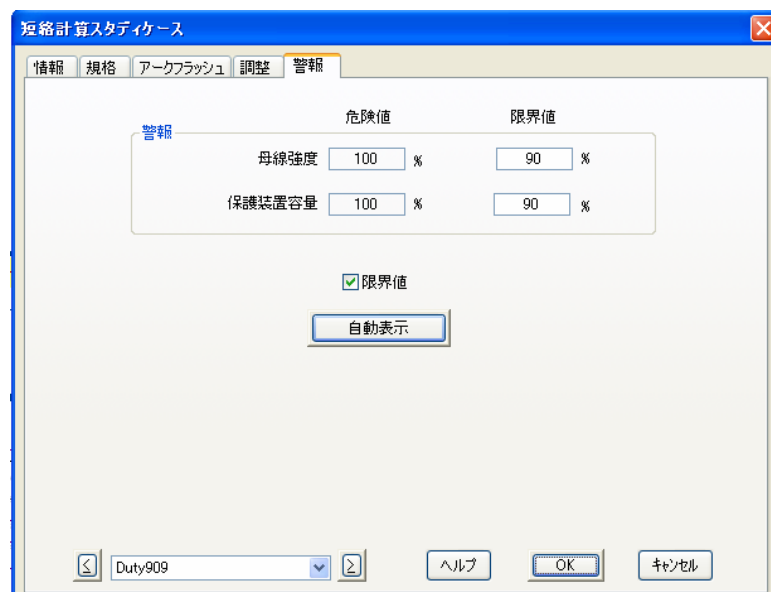 短絡計算スタディケース
情報 規格 アークフラッシュ 調整 警報
危険値 限界値
警報
母線強度 100 % 90 %
保護装置容量 100 % 90 %
限界値
自動表示
≤ Duty909 ≥ ヘルプ OK キャンセル